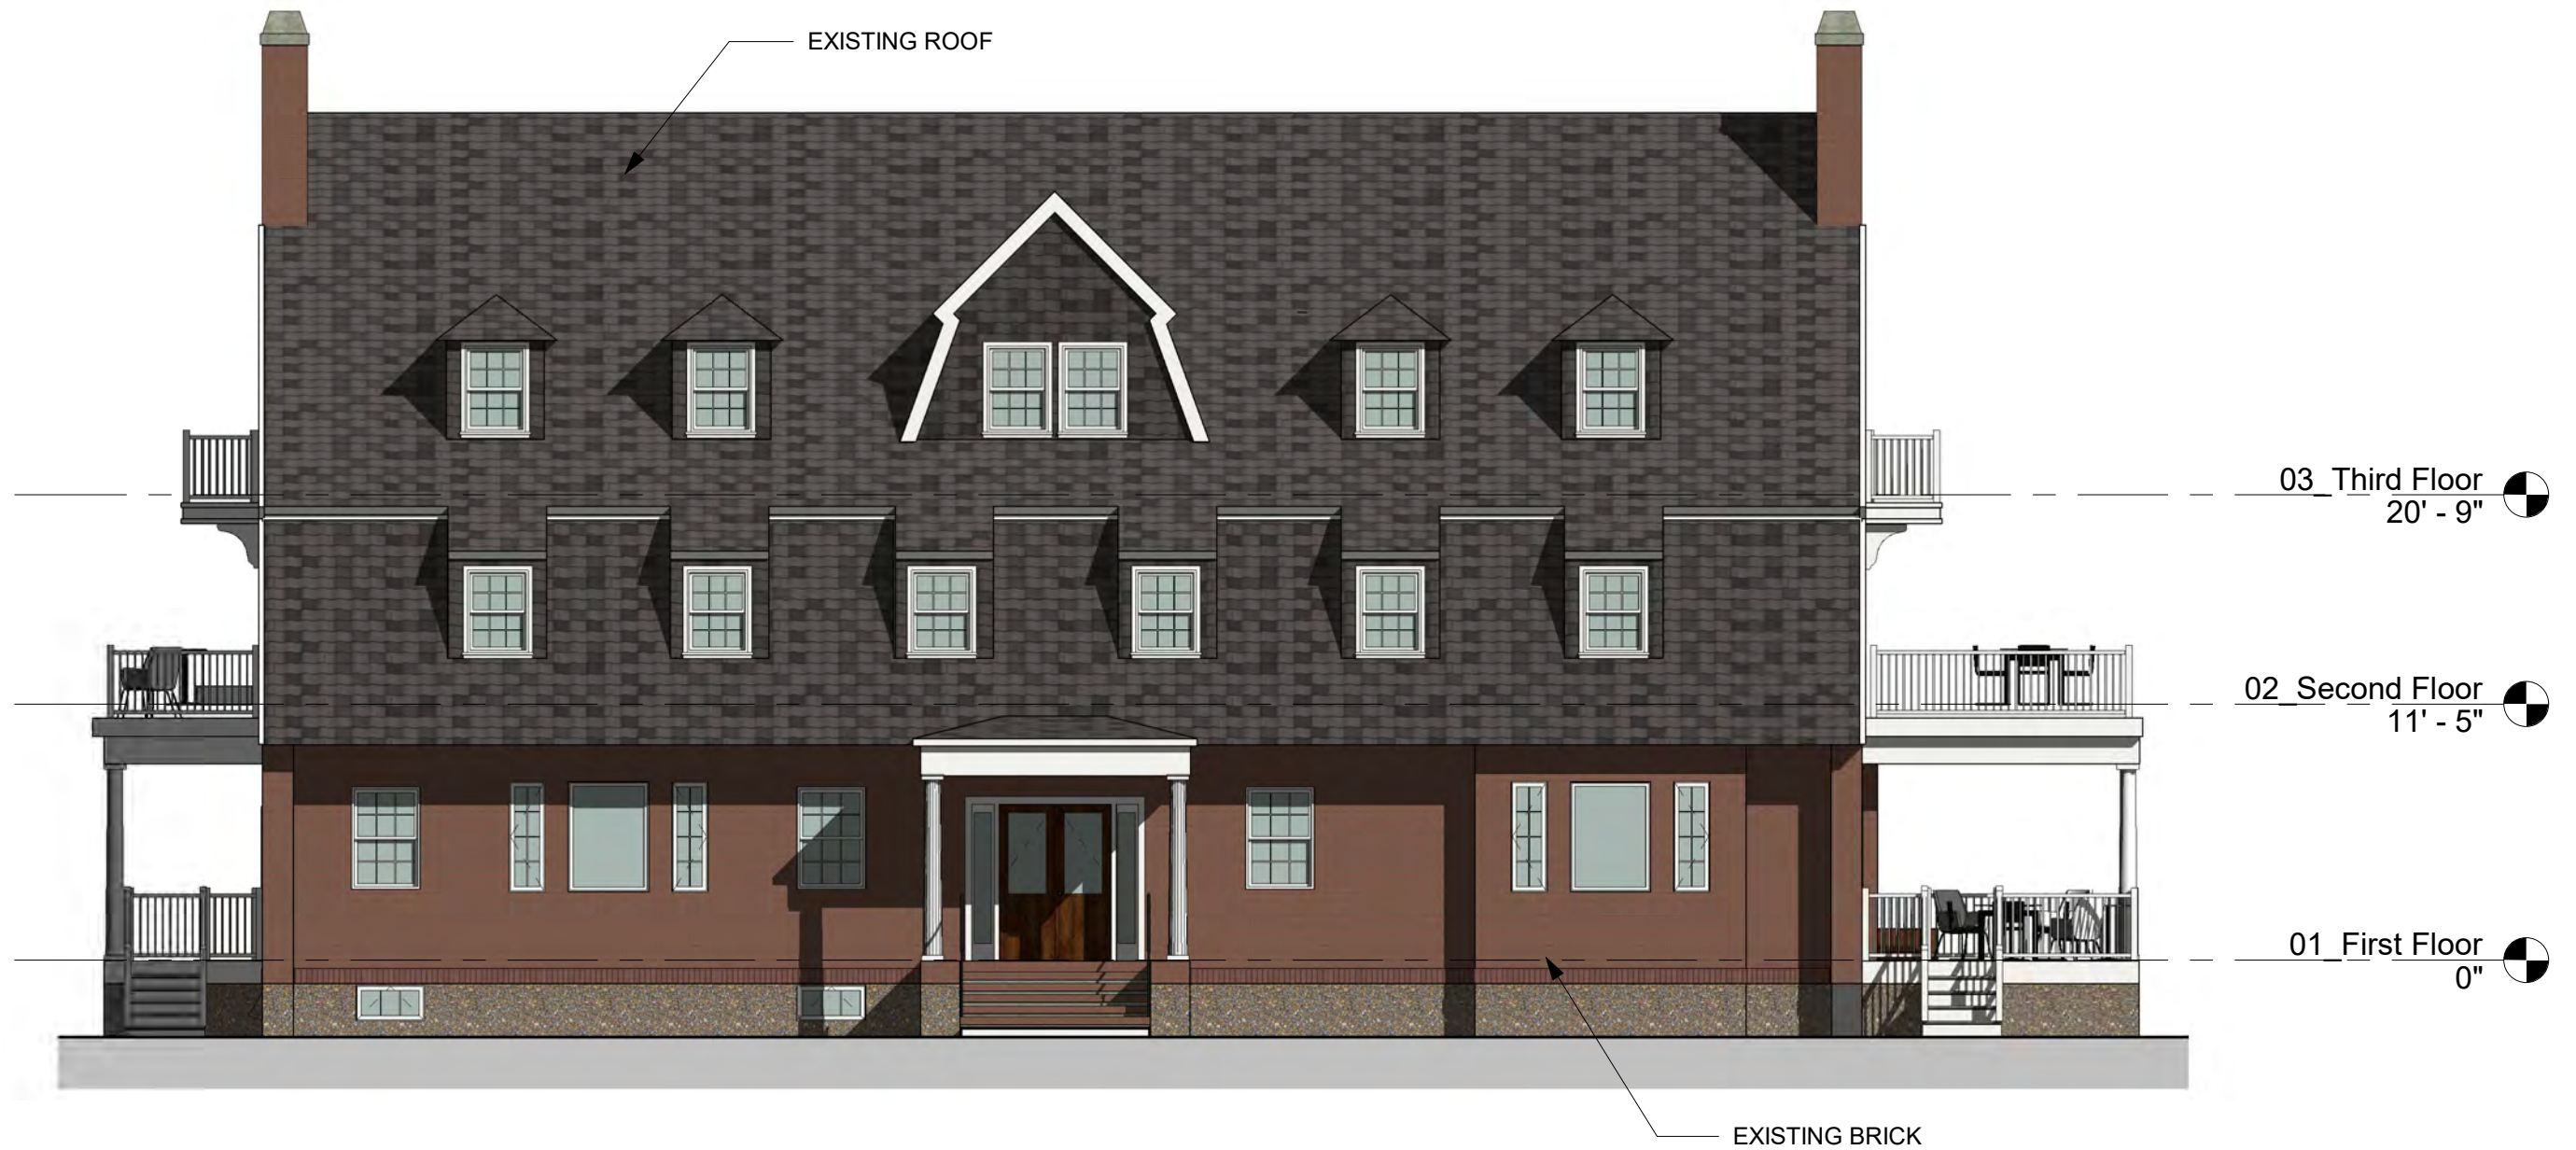 EXISTING ROOF
03_Third Floor
20' - 9"
02_Second Floor
11' - 5"
01_First Floor
0"
EXISTING BRICK